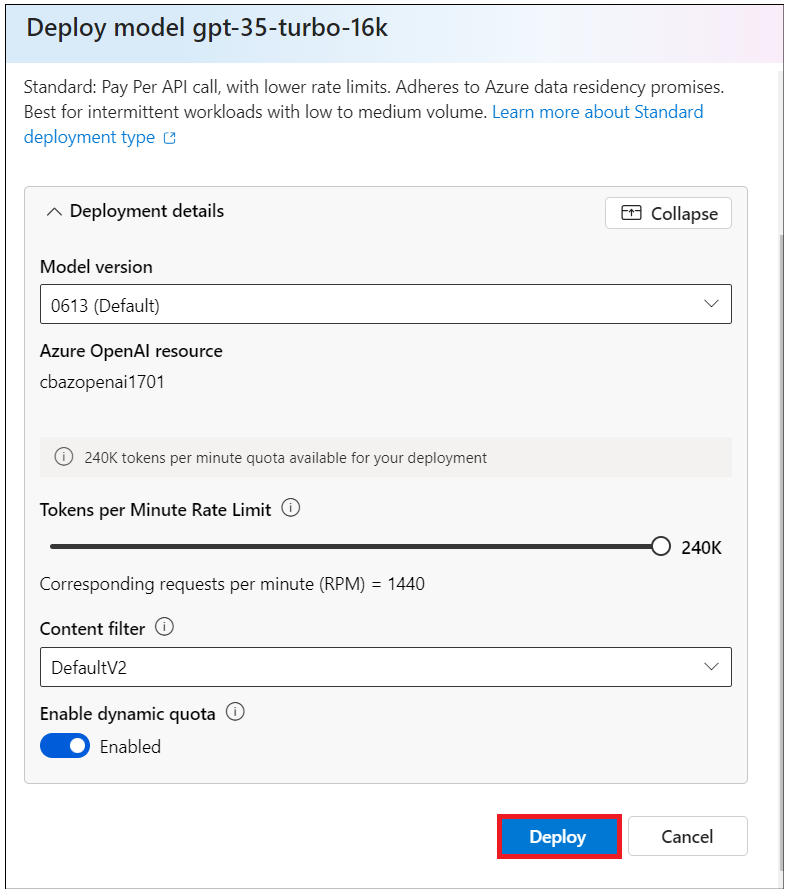 Deploy model gpt-35-turbo-16k
Standard: Pay Per API call, with lower rate limits. Adheres to Azure data residency promises.
Best for intermittent workloads with low to medium volume. Learn more about Standard
deployment type
Deployment details
Collapse
Model version
0613 (Default)
Azure OpenAI resource
cbazopenai1701
240K tokens per minute quota available for your deployment
Tokens per Minute Rate Limit
240K
Corresponding requests per minute (RPM) = 1440
Content filter
DefaultV2
Enable dynamic quota
Enabled
Deploy
Cancel